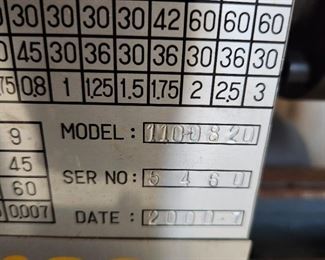 30 30 30 30 42 60 60 60
30 45 30 36 30 36 30 36 30
75 0.8 1 1.25 1.5 1.75 2 2.5 3
9 MODEL: 1100820
45
SER NO: 5460
60
0.007 DATE: 2000-7